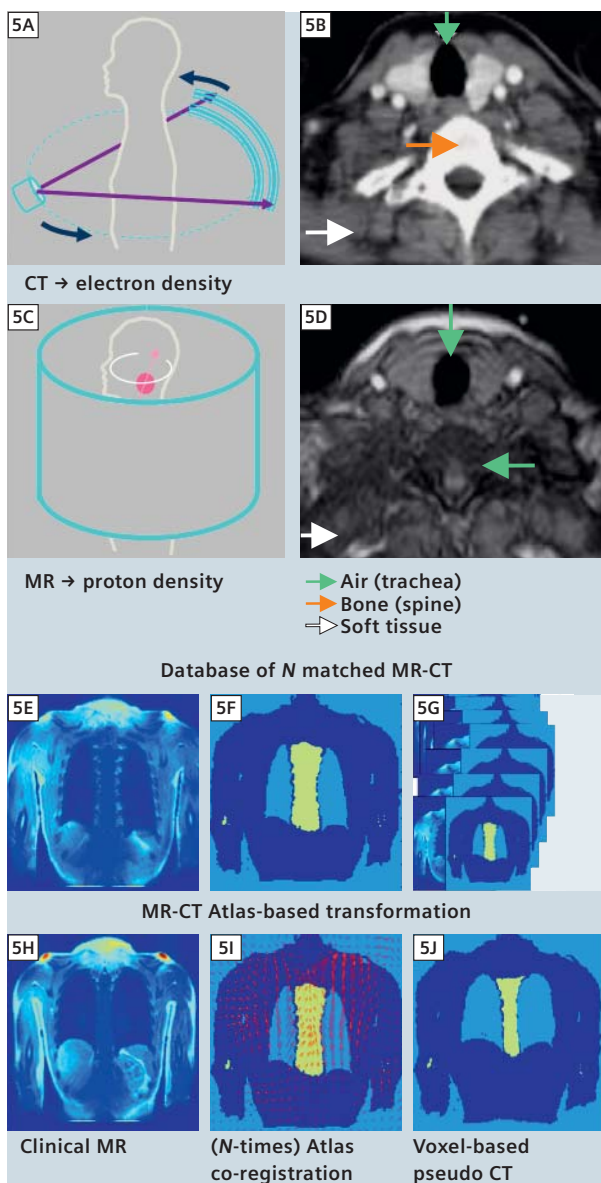 5A
5B
CT → electron density
5C
5D
MR → proton density
Air (trachea)
Bone (spine)
Soft tissue
Database of N matched MR-CT
5E
5F
5G
MR-CT Atlas-based transformation
5H
5I
5J
Clinical MR
(N-times) Atlas
co-registration
Voxel-based
pseudo CT